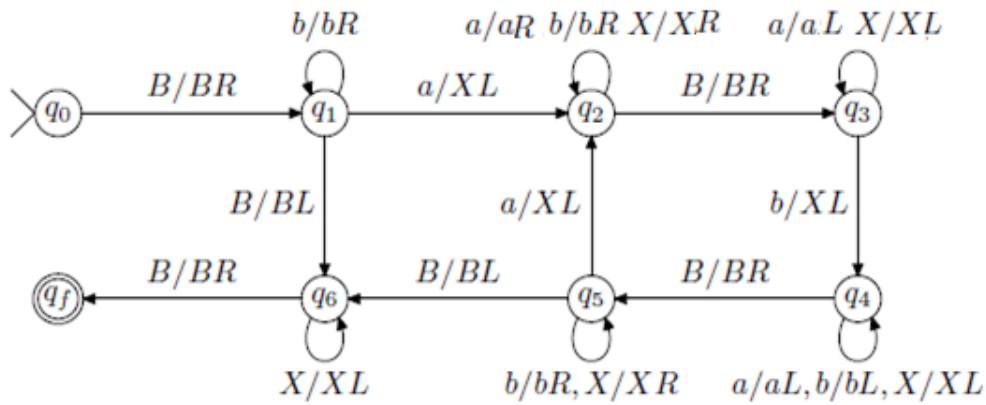 b/bR a/aR b/bR X/XR a/aL X/XL
B/BR a/XL B/BR
q0 q1 q2 q3
B/BL a/XL b/XL
B/BR B/BL B/BR
qf q6 q5 q4
X/XL b/bR, X/XR a/aL, b/bL, X/XL